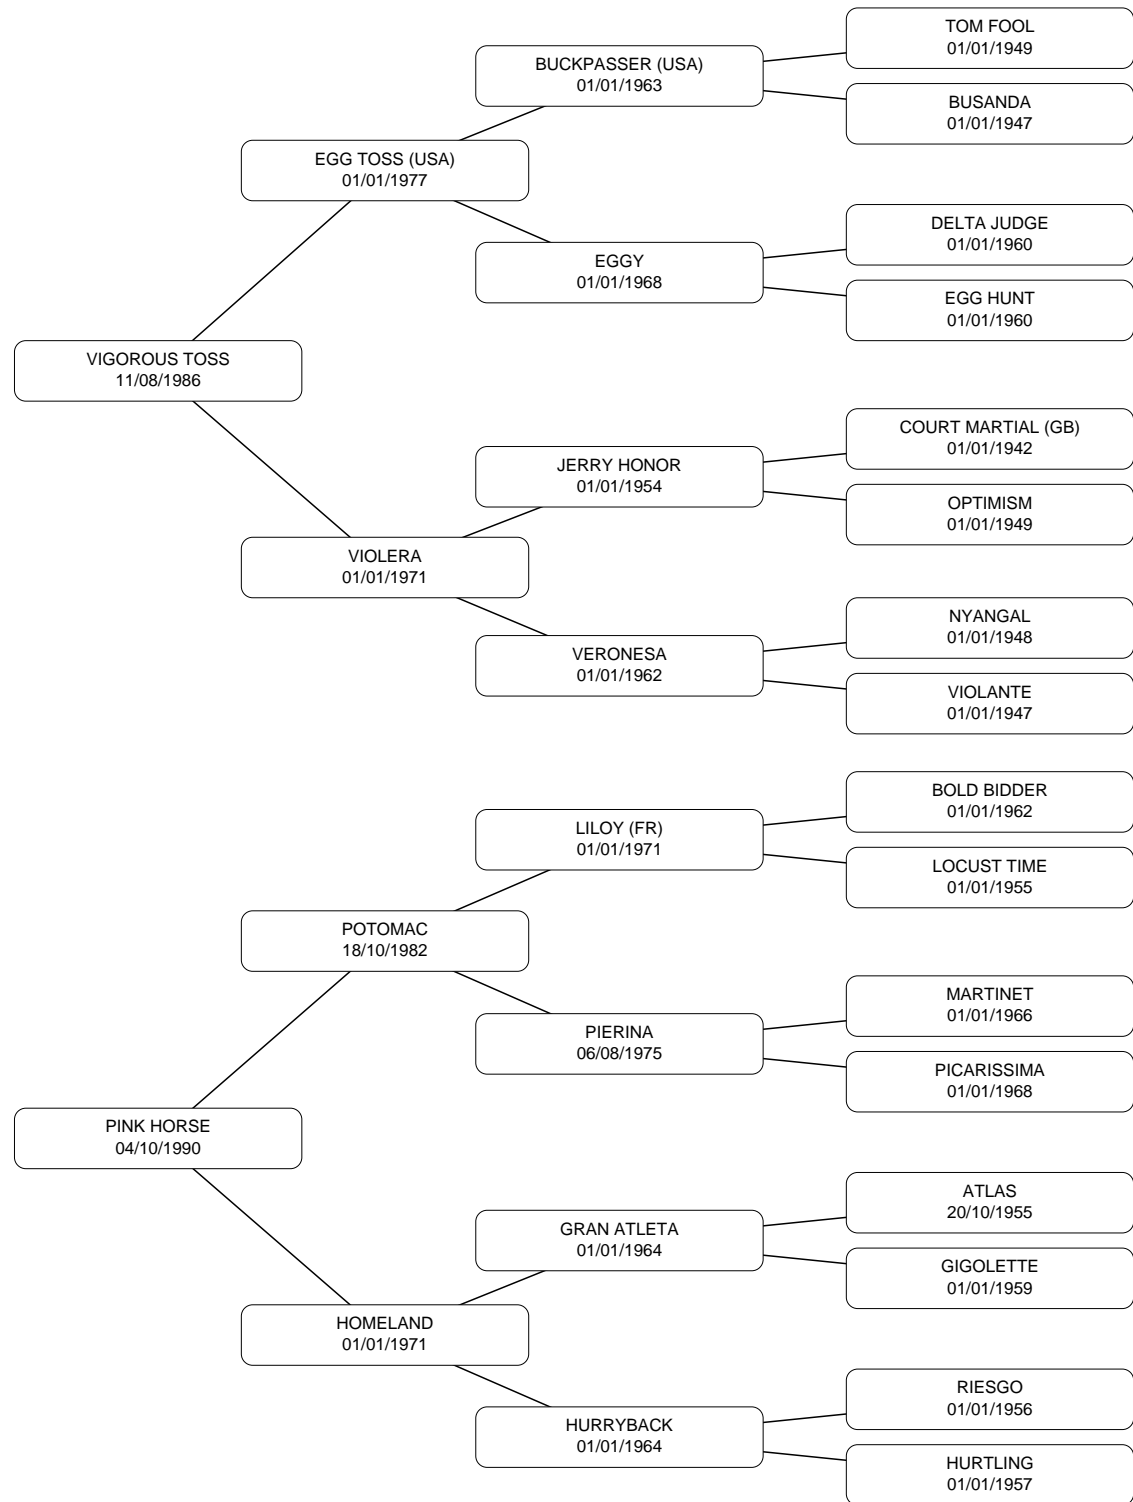 TOM FOOL
01/01/1949
BUCKPASSER (USA)
01/01/1963
BUSANDA
01/01/1947
EGG TOSS (USA)
01/01/1977
DELTA JUDGE
01/01/1960
EGGY
01/01/1968
EGG HUNT
01/01/1960
VIGOROUS TOSS
11/08/1986
COURT MARTIAL (GB)
01/01/1942
JERRY HONOR
01/01/1954
OPTIMISM
01/01/1949
VIOLERA
01/01/1971
NYANGAL
01/01/1948
VERONESA
01/01/1962
VIOLANTE
01/01/1947
BOLD BIDDER
01/01/1962
LILOY (FR)
01/01/1971
LOCUST TIME
01/01/1955
POTOMAC
18/10/1982
MARTINET
01/01/1966
PIERINA
06/08/1975
PICARISSIMA
01/01/1968
PINK HORSE
04/10/1990
ATLAS
20/10/1955
GRAN ATLETA
01/01/1964
GIGOLETTE
01/01/1959
HOMELAND
01/01/1971
RIESGO
01/01/1956
HURRYBACK
01/01/1964
HURTLING
01/01/1957